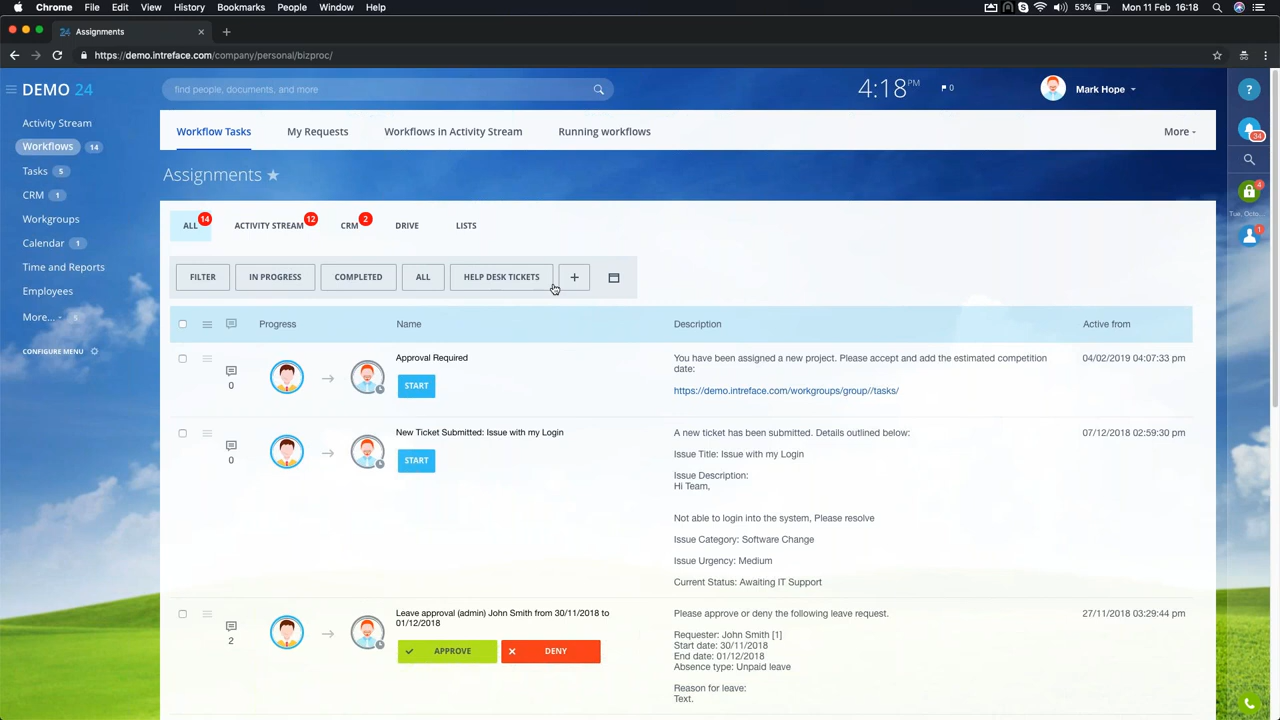 Chrome File Edit View History Bookmarks People Window Help 53% Mon 11 Feb 16:18
24 Assignments
https://demo.intreface.com/company/personal/bizproc/
DEMO 24
find people, documents, and more
4:18 PM
0
Mark Hope
?
34
4
Tue, Octo...
1
Activity Stream
Workflows 14
Tasks 5
CRM 1
Workgroups
Calendar 1
Time and Reports
Employees
More... 5
CONFIGURE MENU
Workflow Tasks My Requests Workflows in Activity Stream Running workflows More
Assignments
ALL 14 ACTIVITY STREAM 12 CRM 2 DRIVE LISTS
FILTER IN PROGRESS COMPLETED ALL HELP DESK TICKETS +
Progress Name Description Active from
0
Approval Required
START
You have been assigned a new project. Please accept and add the estimated competition
date:
https://demo.intreface.com/workgroups/group//tasks/
04/02/2019 04:07:33 pm
0
New Ticket Submitted: Issue with my Login
START
A new ticket has been submitted. Details outlined below:
Issue Title: Issue with my Login
Issue Description:
Hi Team,
Not able to login into the system, Please resolve
Issue Category: Software Change
Issue Urgency: Medium
Current Status: Awaiting IT Support
07/12/2018 02:59:30 pm
2
Leave approval (admin) John Smith from 30/11/2018 to
01/12/2018
APPROVE DENY
Please approve or deny the following leave request.
Requester: John Smith [1]
Start date: 30/11/2018
End date: 01/12/2018
Absence type: Unpaid leave
Reason for leave:
Text.
27/11/2018 03:29:44 pm